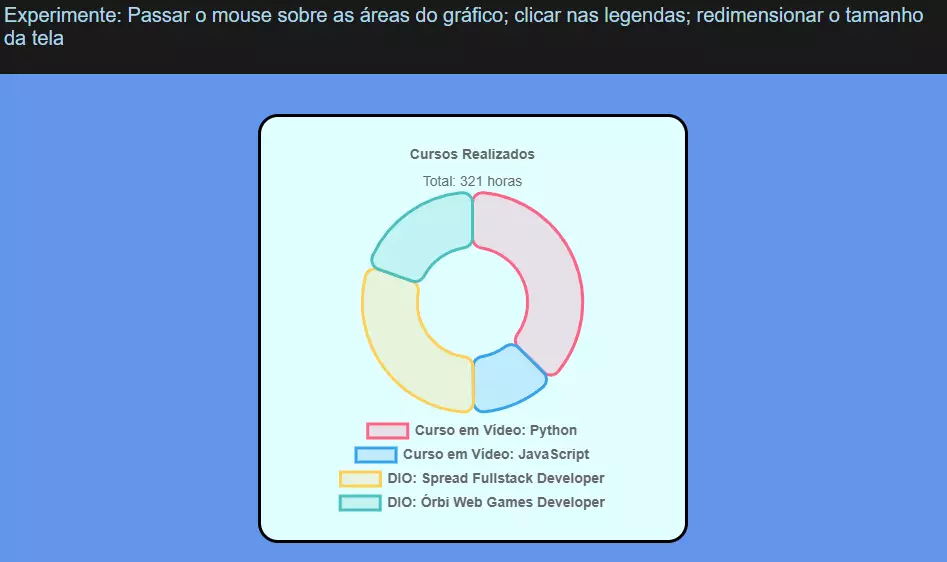 Experimente: Passar o mouse sobre as áreas do gráfico; clicar nas legendas; redimensionar o tamanho
da tela
Cursos Realizados
Total: 321 horas
Curso em Vídeo: Python
Curso em Vídeo: JavaScript
DIO: Spread Fullstack Developer
DIO: Órbi Web Games Developer